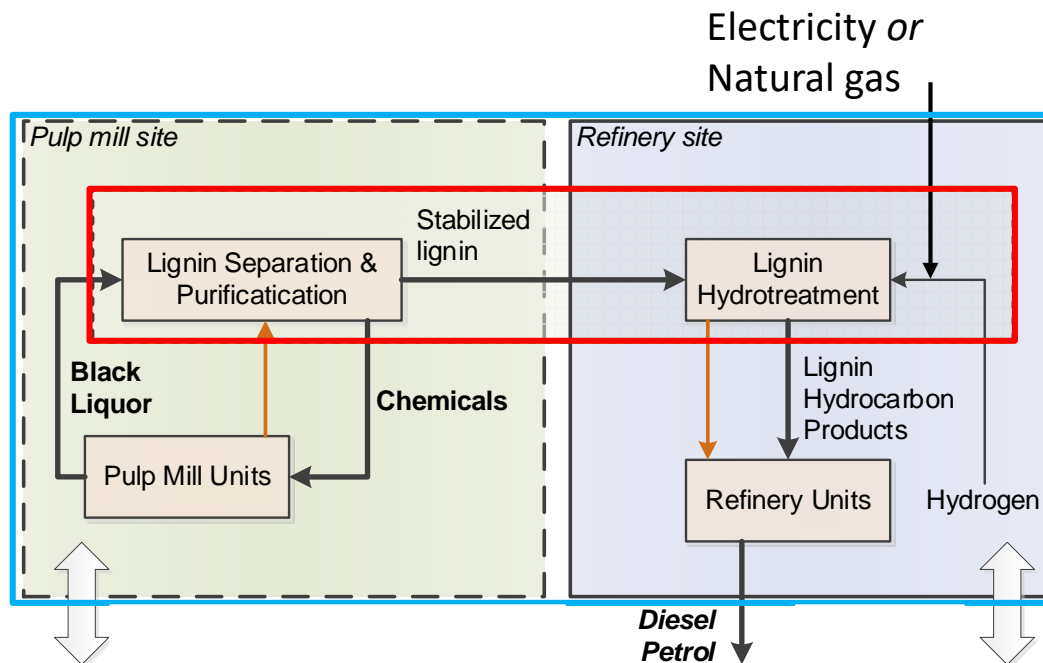 Electricity or
Natural gas
Pulp mill site
Refinery site
Stabilized
lignin
Lignin Separation &
Purificatication
Lignin
Hydrotreatment
Black
Liquor
Chemicals
Lignin
Hydrocarbon
Products
Pulp Mill Units
Refinery Units
Hydrogen
Diesel
Petrol